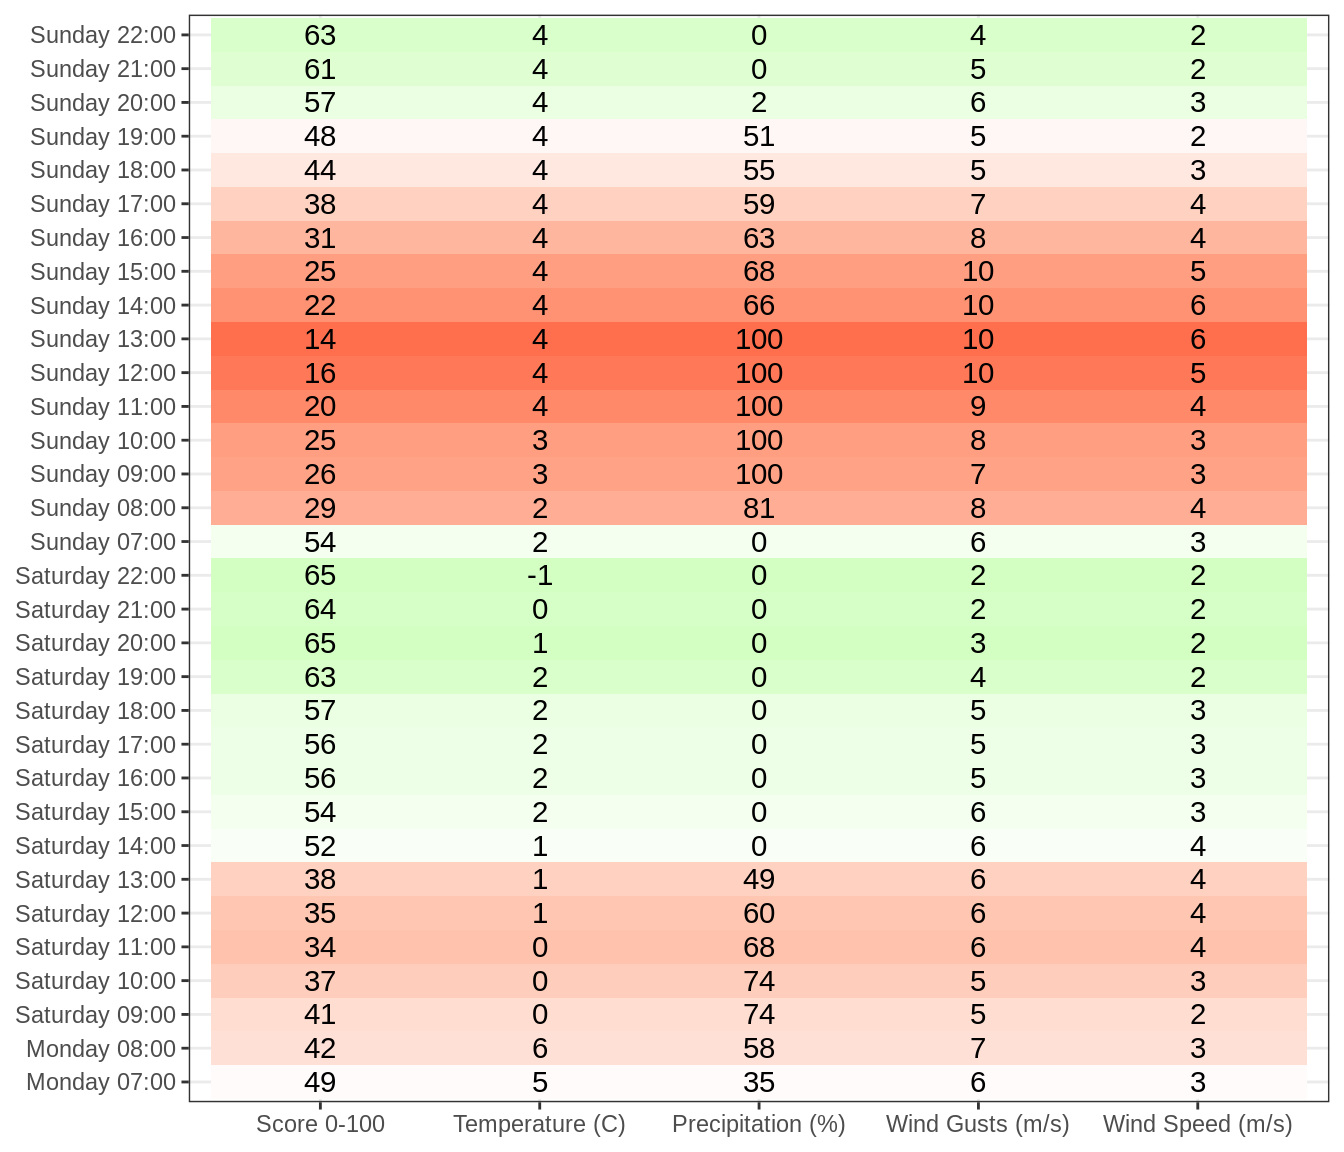 Sunday 22:00 63 4 0 4 2
Sunday 21:00 61 4 0 5 2
Sunday 20:00 57 4 2 6 3
Sunday 19:00 48 4 51 5 2
Sunday 18:00 44 4 55 5 3
Sunday 17:00 38 4 59 7 4
Sunday 16:00 31 4 63 8 4
Sunday 15:00 25 4 68 10 5
Sunday 14:00 22 4 66 10 6
Sunday 13:00 14 4 100 10 6
Sunday 12:00 16 4 100 10 5
Sunday 11:00 20 4 100 9 4
Sunday 10:00 25 3 100 8 3
Sunday 09:00 26 3 100 7 3
Sunday 08:00 29 2 81 8 4
Sunday 07:00 54 2 0 6 3
Saturday 22:00 65 -1 0 2 2
Saturday 21:00 64 0 0 2 2
Saturday 20:00 65 1 0 3 2
Saturday 19:00 63 2 0 4 2
Saturday 18:00 57 2 0 5 3
Saturday 17:00 56 2 0 5 3
Saturday 16:00 56 2 0 5 3
Saturday 15:00 54 2 0 6 3
Saturday 14:00 52 1 0 6 4
Saturday 13:00 38 1 49 6 4
Saturday 12:00 35 1 60 6 4
Saturday 11:00 34 0 68 6 4
Saturday 10:00 37 0 74 5 3
Saturday 09:00 41 0 74 5 2
Monday 08:00 42 6 58 7 3
Monday 07:00 49 5 35 6 3
Score 0-100 Temperature (C) Precipitation (%) Wind Gusts (m/s) Wind Speed (m/s)